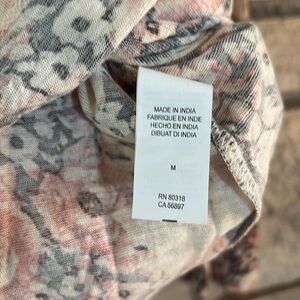 MADE IN INDIA
FABRIQUE EN INDE
HECHO EN INDIA
DIBUAT DI INDIA
M
RN 80318
CA 56897